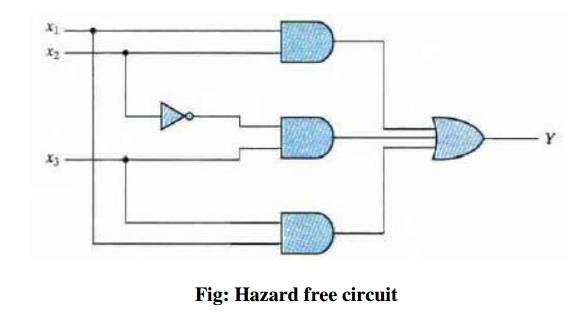 x₁
x₂
x₃
Y
Fig: Hazard free circuit